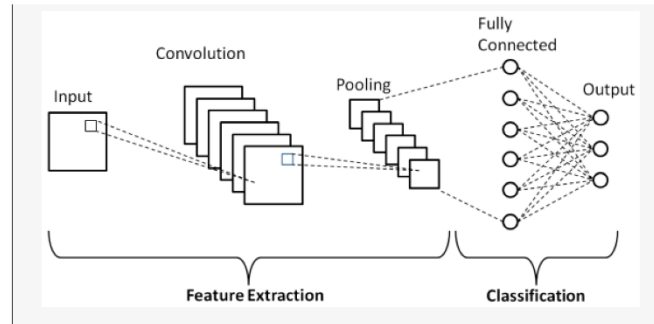 Fully
Connected
Convolution
Pooling
Output
Input
Feature Extraction
Classification